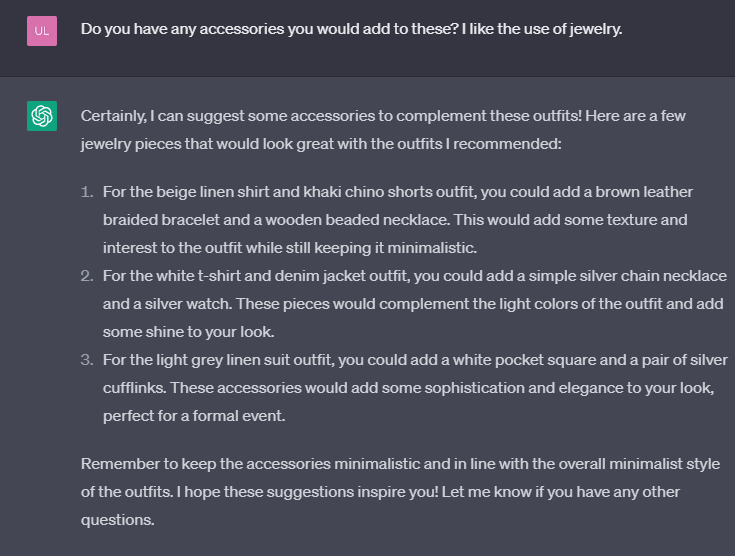 UL
Do you have any accessories you would add to these? I like the use of jewelry.
Certainly, I can suggest some accessories to complement these outfits! Here are a few
jewelry pieces that would look great with the outfits I recommended:
1. For the beige linen shirt and khaki chino shorts outfit, you could add a brown leather
braided bracelet and a wooden beaded necklace. This would add some texture and
interest to the outfit while still keeping it minimalistic.
2. For the white t-shirt and denim jacket outfit, you could add a simple silver chain necklace
and a silver watch. These pieces would complement the light colors of the outfit and add
some shine to your look.
3. For the light grey linen suit outfit, you could add a white pocket square and a pair of silver
cufflinks. These accessories would add some sophistication and elegance to your look,
perfect for a formal event.
Remember to keep the accessories minimalistic and in line with the overall minimalist style
of the outfits. I hope these suggestions inspire you! Let me know if you have any other
questions.